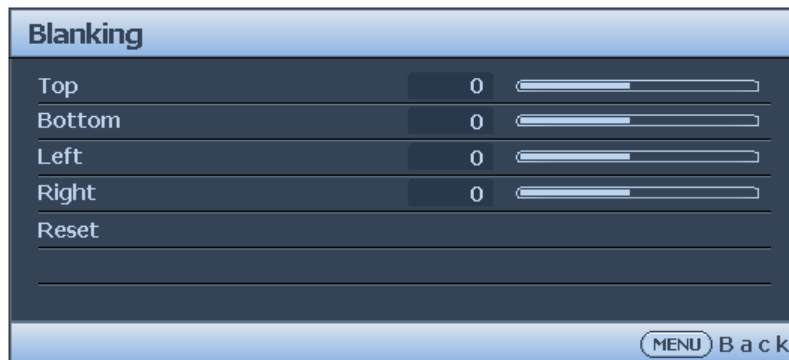 Blanking
Top 0
Bottom 0
Left 0
Right 0
Reset
MENU Back